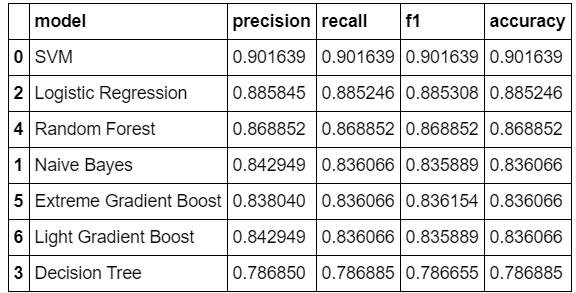 model precision recall f1 accuracy
0 SVM 0.901639 0.901639 0.901639 0.901639
2 Logistic Regression 0.885845 0.885246 0.885308 0.885246
4 Random Forest 0.868852 0.868852 0.868852 0.868852
1 Naive Bayes 0.842949 0.836066 0.835889 0.836066
5 Extreme Gradient Boost 0.838040 0.836066 0.836154 0.836066
6 Light Gradient Boost 0.842949 0.836066 0.835889 0.836066
3 Decision Tree 0.786850 0.786885 0.786655 0.786885